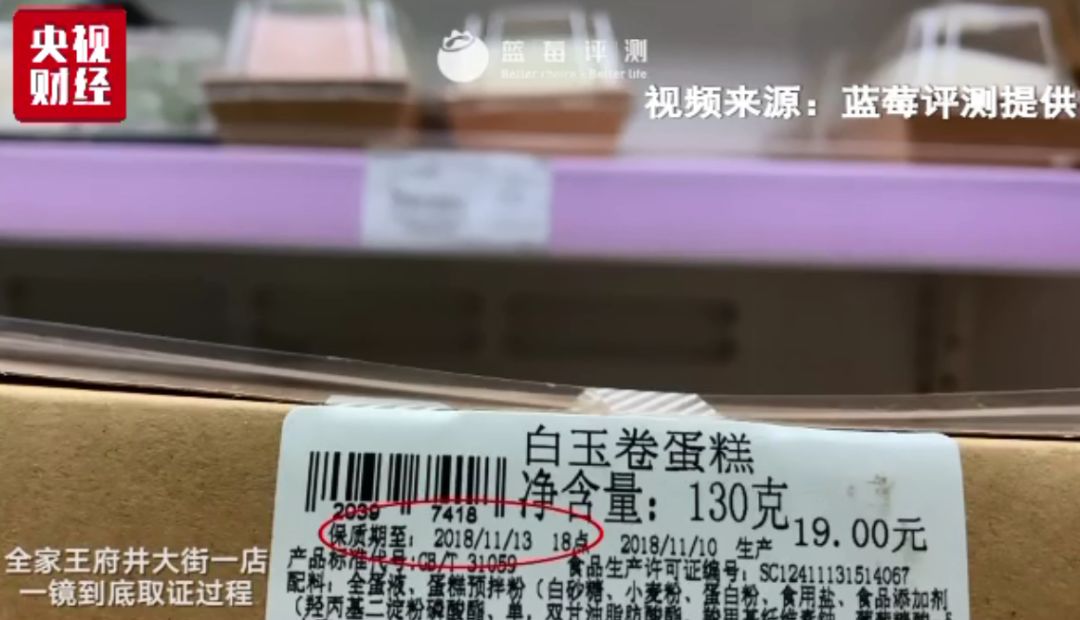 央视
财经
蓝莓评测
Better choice · Better life
视频来源：蓝莓评测提供
白玉卷蛋糕
净含量：130克
19.00元
2039 7418
保质期至：2018/11/13 18点
2018/11/10 生产
产品标准代号：GB/T 31059
食品生产许可证编号：SC12411131514067
配料：全蛋液、蛋糕预拌粉（白砂糖、小麦粉、蛋白粉、食用盐、食品添加剂
（羟丙基二淀粉磷酸酯、单，双甘油脂肪酸酯、
全家王府井大街一店
一镜到底取证过程